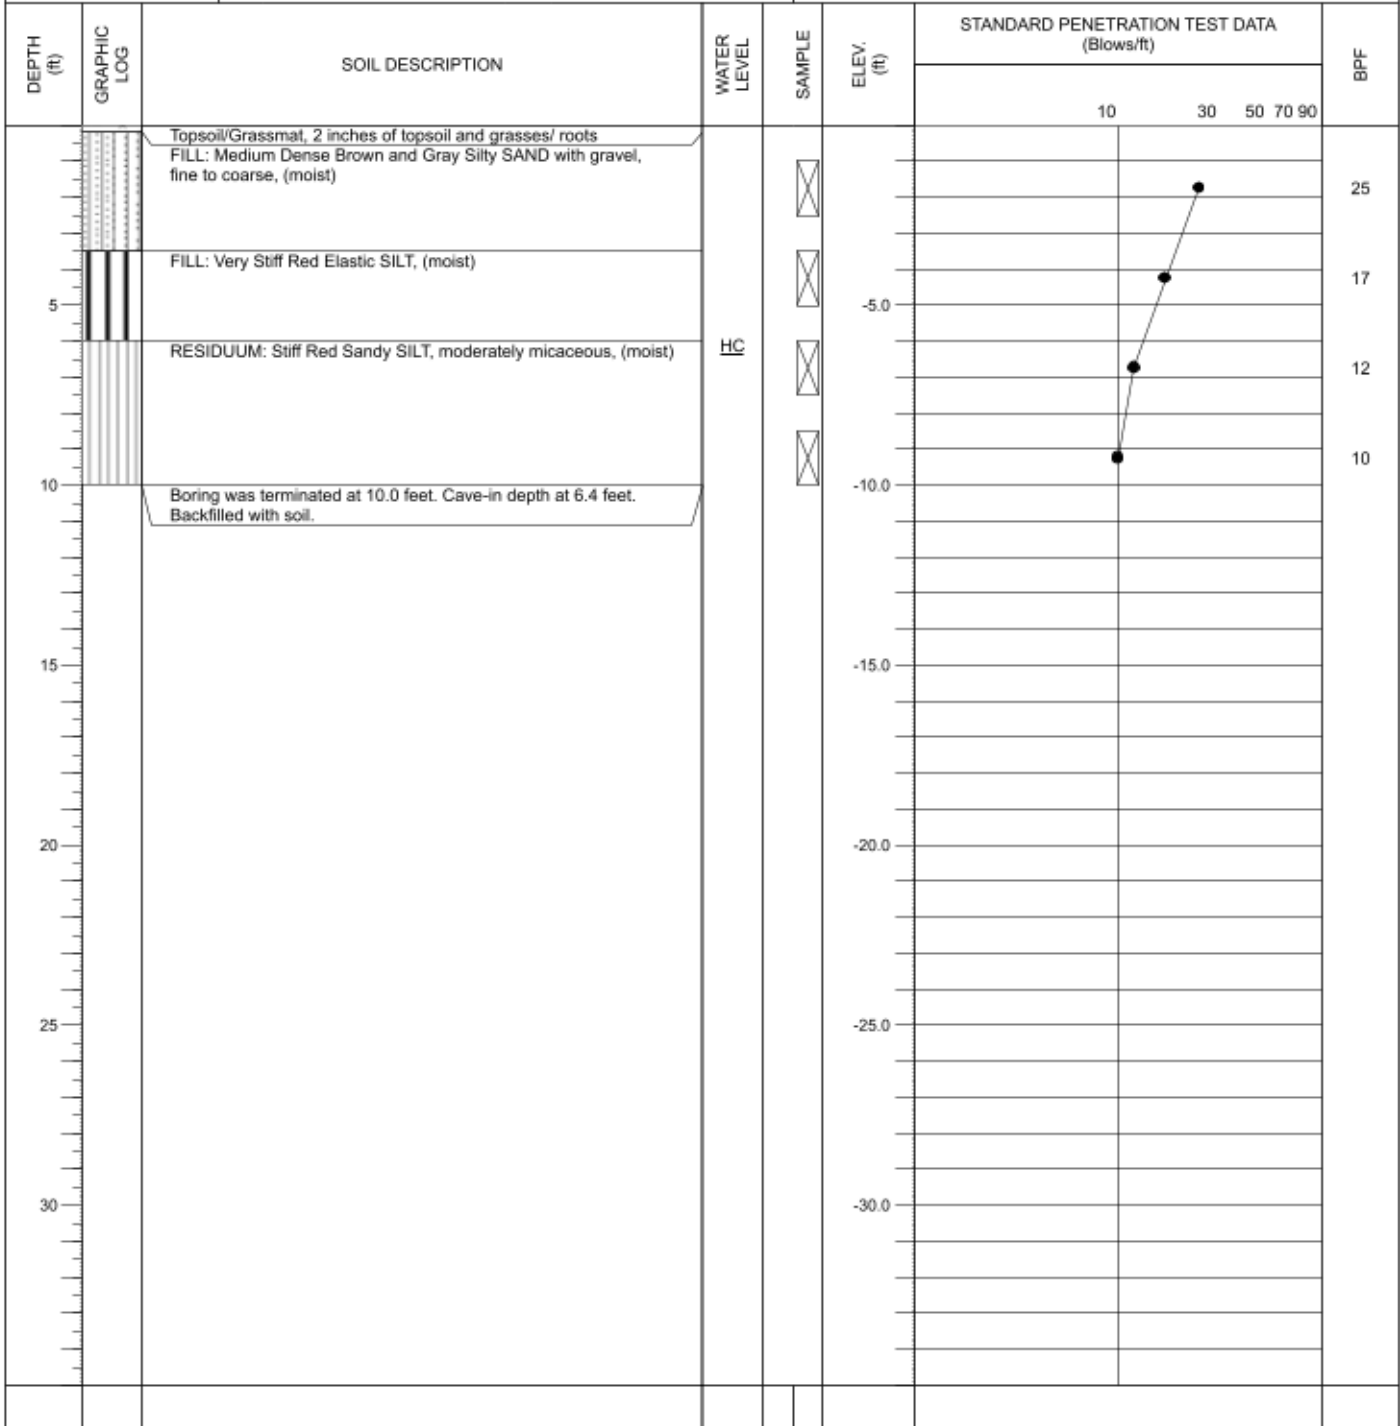 DEPTH
(ft)
GRAPHIC
LOG
SOIL DESCRIPTION
WATER
LEVEL
SAMPLE
ELEV.
(ft)
STANDARD PENETRATION TEST DATA
(Blows/ft)
BPF
10 30 50 70 90
Topsoil/Grassmat, 2 inches of topsoil and grasses/ roots
FILL: Medium Dense Brown and Gray Silty SAND with gravel,
fine to coarse, (moist)
25
FILL: Very Stiff Red Elastic SILT, (moist)
17
5 -5.0
RESIDUUM: Stiff Red Sandy SILT, moderately micaceous, (moist)
HC
12
10
10 -10.0
Boring was terminated at 10.0 feet. Cave-in depth at 6.4 feet.
Backfilled with soil.
15 -15.0
20 -20.0
25 -25.0
30 -30.0